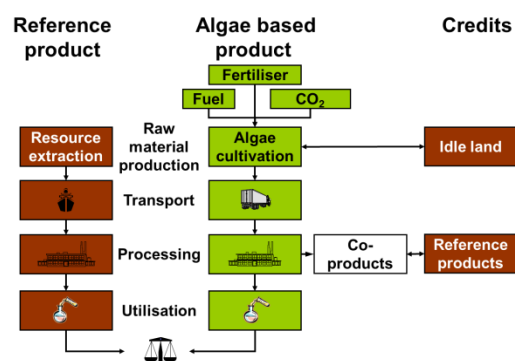 Reference
product
Algae based
product
Credits
Fertiliser
Fuel
CO₂
Resource
extraction
Raw
material
production
Algae
cultivation
Idle land
Transport
Processing
Co-
products
Reference
products
Utilisation